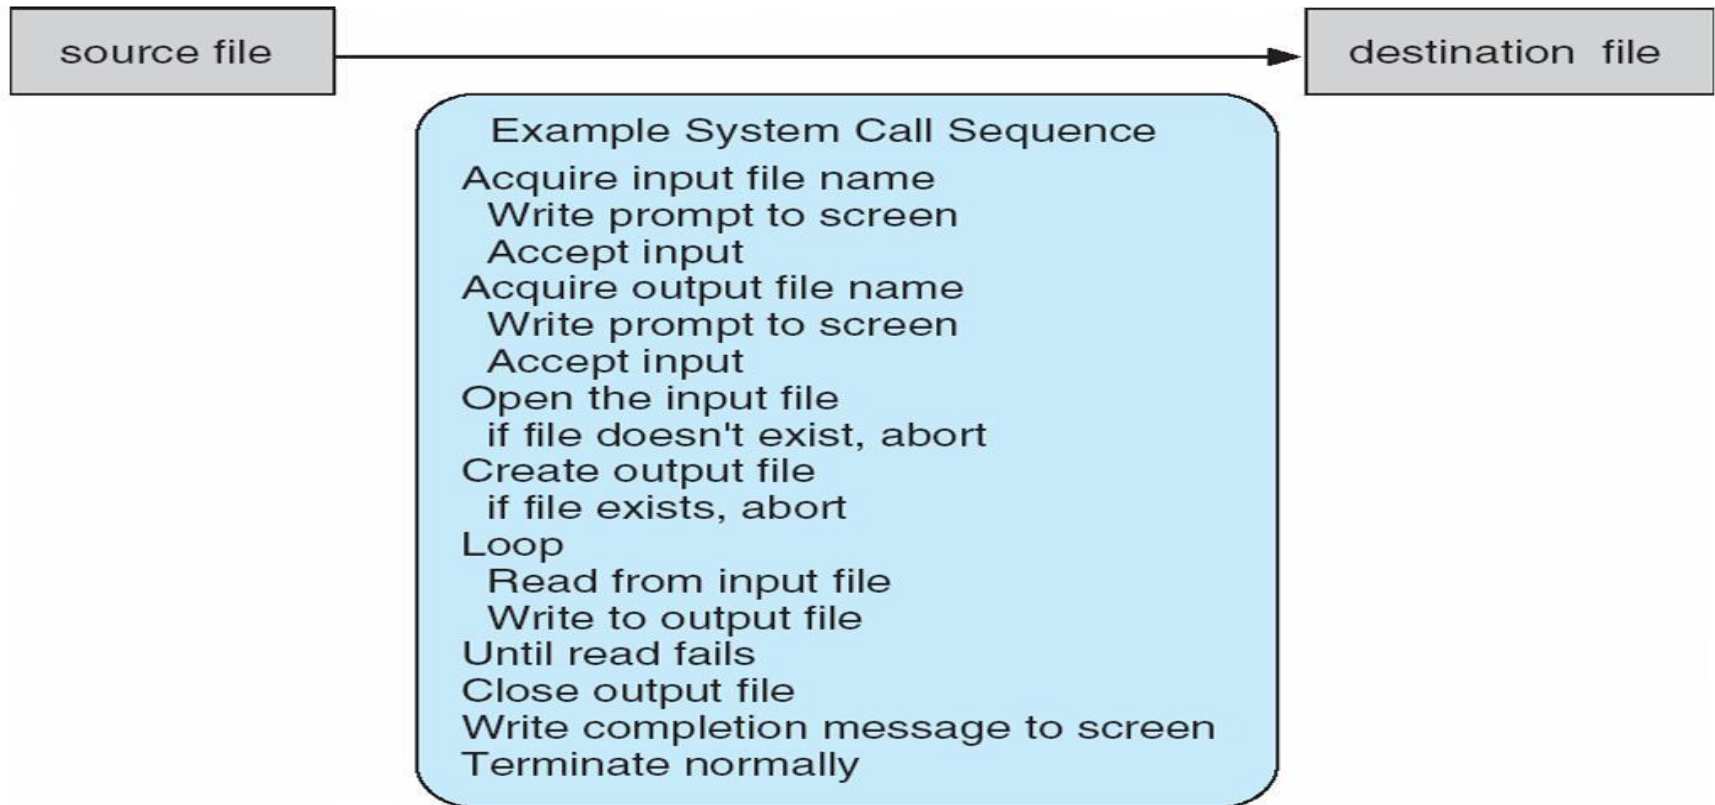 source file
destination file
Example System Call Sequence
Acquire input file name
Write prompt to screen
Accept input
Acquire output file name
Write prompt to screen
Accept input
Open the input file
if file doesn't exist, abort
Create output file
if file exists, abort
Loop
Read from input file
Write to output file
Until read fails
Close output file
Write completion message to screen
Terminate normally